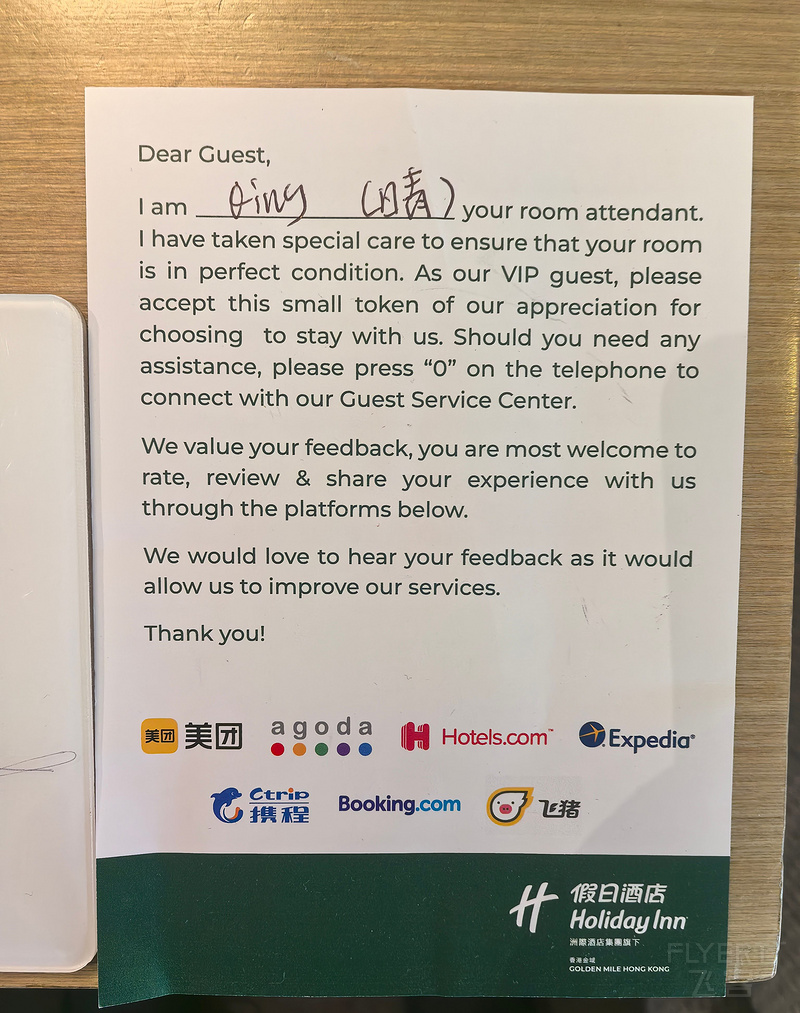 Dear Guest,
I am Qing (晴) your room attendant.
I have taken special care to ensure that your room
is in perfect condition. As our VIP guest, please
accept this small token of our appreciation for
choosing to stay with us. Should you need any
assistance, please press “0” on the telephone to
connect with our Guest Service Center.
We value your feedback, you are most welcome to
rate, review & share your experience with us
through the platforms below.
We would love to hear your feedback as it would
allow us to improve our services.
Thank you!
美团 美团 agoda Hotels.com™ Expedia®
Ctrip
携程 Booking.com 飞猪
假日酒店
Holiday Inn
洲際酒店集團旗下
香港金域
GOLDEN MILE HONG KONG